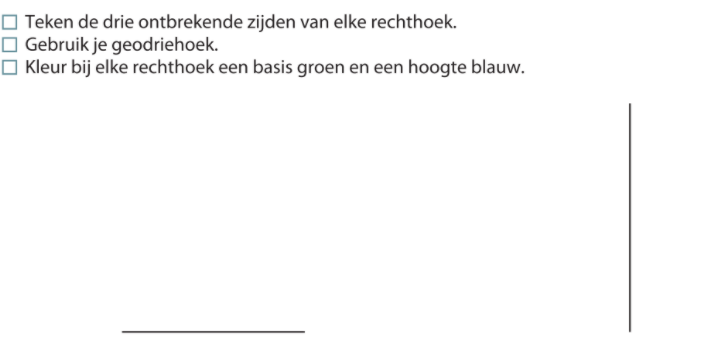 Teken de drie ontbrekende zijden van elke rechthoek.
Gebruik je geodriehoek.
Kleur bij elke rechthoek een basis groen en een hoogte blauw.